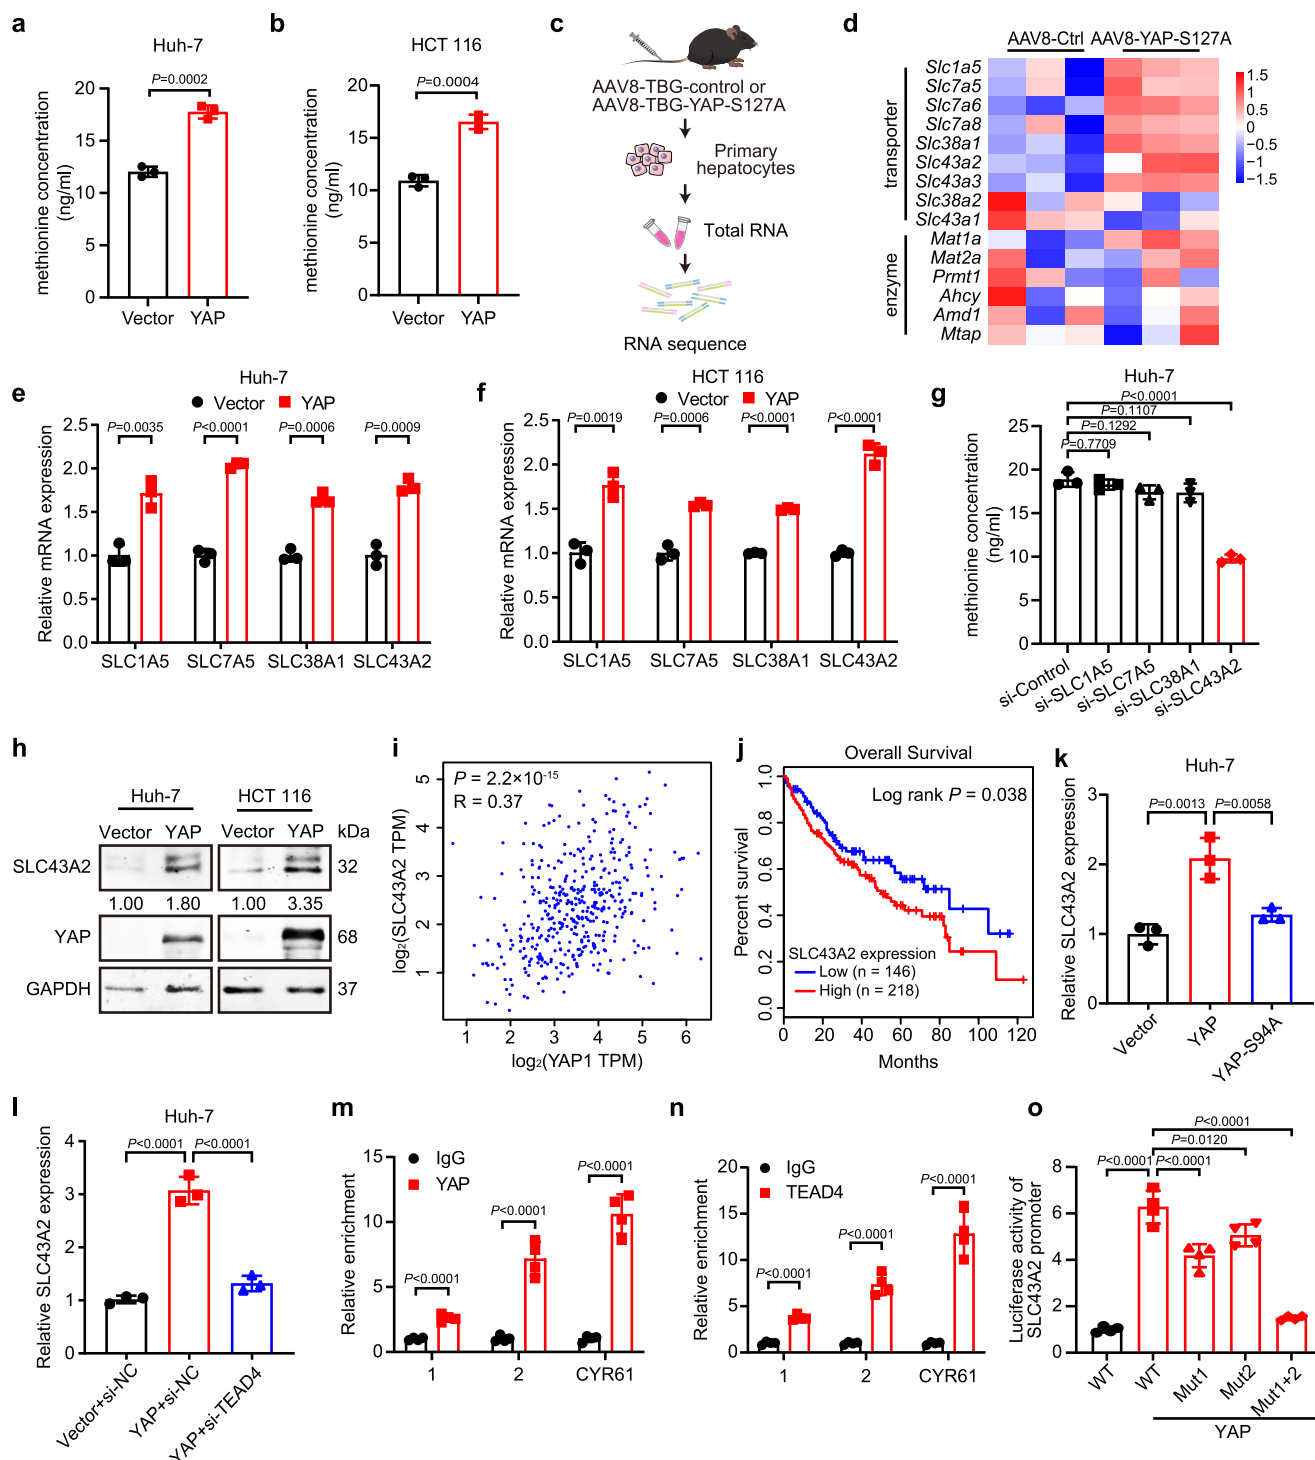 a
Huh-7
P=0.0002
methionine concentration
(ng/ml)
20
15
10
5
0
Vector
YAP
b
HCT 116
P=0.0004
methionine concentration
(ng/ml)
20
15
10
5
0
Vector
YAP
c
AAV8-TBG-control or
AAV8-TBG-YAP-S127A
Primary
hepatocytes
Total RNA
RNA sequence
d
AAV8-Ctrl
AAV8-YAP-S127A
transporter
Slc1a5
Slc7a5
Slc7a6
Slc7a8
Slc38a1
Slc43a2
Slc43a3
Slc38a2
Slc43a1
enzyme
Mat1a
Mat2a
Prmt1
Ahcy
Amd1
Mtap
1.5
1
0.5
0
−0.5
−1
−1.5
e
Huh-7
Vector
YAP
P=0.0035
P<0.0001
P=0.0006
P=0.0009
Relative mRNA expression
2.5
2.0
1.5
1.0
0.5
0.0
SLC1A5
SLC7A5
SLC38A1
SLC43A2
f
HCT 116
Vector
YAP
P=0.0019
P=0.0006
P<0.0001
P<0.0001
Relative mRNA expression
2.5
2.0
1.5
1.0
0.5
0.0
SLC1A5
SLC7A5
SLC38A1
SLC43A2
g
Huh-7
P<0.0001
P=0.1107
P=0.1292
P=0.7709
methionine concentration
(ng/ml)
25
20
15
10
5
0
si-Control
si-SLC1A5
si-SLC7A5
si-SLC38A1
si-SLC43A2
h
Huh-7
HCT 116
Vector
YAP
Vector
YAP
kDa
SLC43A2
32
1.00
1.80
1.00
3.35
YAP
68
GAPDH
37
i
P = 2.2×10-15
R = 0.37
log2(SLC43A2 TPM)
5
4
3
2
1
1
2
3
4
5
6
log2(YAP1 TPM)
j
Overall Survival
Log rank P = 0.038
Percent survival
1.0
0.8
0.6
0.4
0.2
0.0
SLC43A2 expression
Low (n = 146)
High (n = 218)
0
20
40
60
80
100
120
Months
k
Huh-7
P=0.0013
P=0.0058
Relative SLC43A2 expression
3
2
1
0
Vector
YAP
YAP-S94A
l
Huh-7
P<0.0001
P<0.0001
Relative SLC43A2 expression
4
3
2
1
0
Vector+si-NC
YAP+si-NC
YAP+si-TEAD4
m
IgG
YAP
P<0.0001
P<0.0001
P<0.0001
Relative enrichment
15
10
5
0
1
2
CYR61
n
IgG
TEAD4
P<0.0001
P<0.0001
P<0.0001
Relative enrichment
20
15
10
5
0
1
2
CYR61
o
P<0.0001
P=0.0120
P<0.0001
P<0.0001
Luciferase activity of
SLC43A2 promoter
8
6
4
2
0
WT
WT
Mut1
Mut2
Mut1+2
YAP